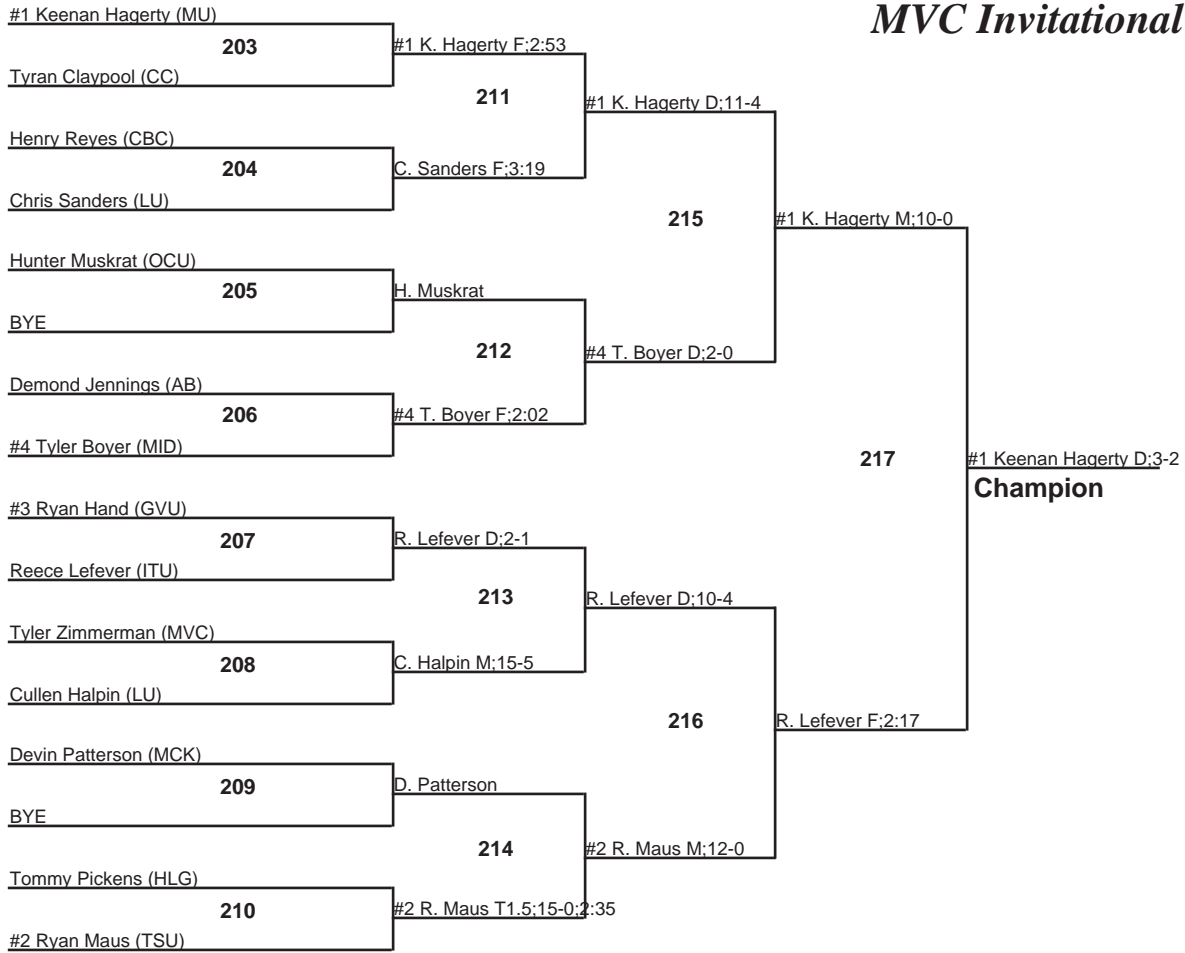 MVC Invitational
#1 Keenan Hagerty (MU)
203
Tyran Claypool (CC)
#1 K. Hagerty F;2:53
211
Henry Reyes (CBC)
204
Chris Sanders (LU)
C. Sanders F;3:19
#1 K. Hagerty D;11-4
215
Hunter Muskrat (OCU)
205
BYE
H. Muskrat
212
Demond Jennings (AB)
206
#4 Tyler Boyer (MID)
#4 T. Boyer F;2:02
#4 T. Boyer D;2-0
#1 K. Hagerty M;10-0
217
#3 Ryan Hand (GVU)
207
Reece Lefever (ITU)
R. Lefever D;2-1
213
Tyler Zimmerman (MVC)
208
Cullen Halpin (LU)
C. Halpin M;15-5
R. Lefever D;10-4
216
Devin Patterson (MCK)
209
BYE
D. Patterson
214
Tommy Pickens (HLG)
210
#2 Ryan Maus (TSU)
#2 R. Maus T1.5;15-0;2:35
#2 R. Maus M;12-0
R. Lefever F;2:17
#1 Keenan Hagerty D;3-2
Champion